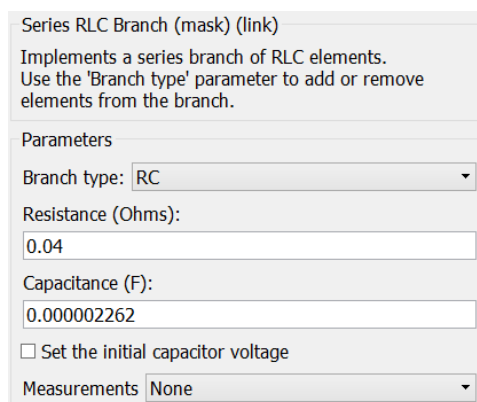 Series RLC Branch (mask) (link)
Implements a series branch of RLC elements.
Use the 'Branch type' parameter to add or remove
elements from the branch.
Parameters
Branch type: RC
Resistance (Ohms):
0.04
Capacitance (F):
0.000002262
Set the initial capacitor voltage
Measurements None